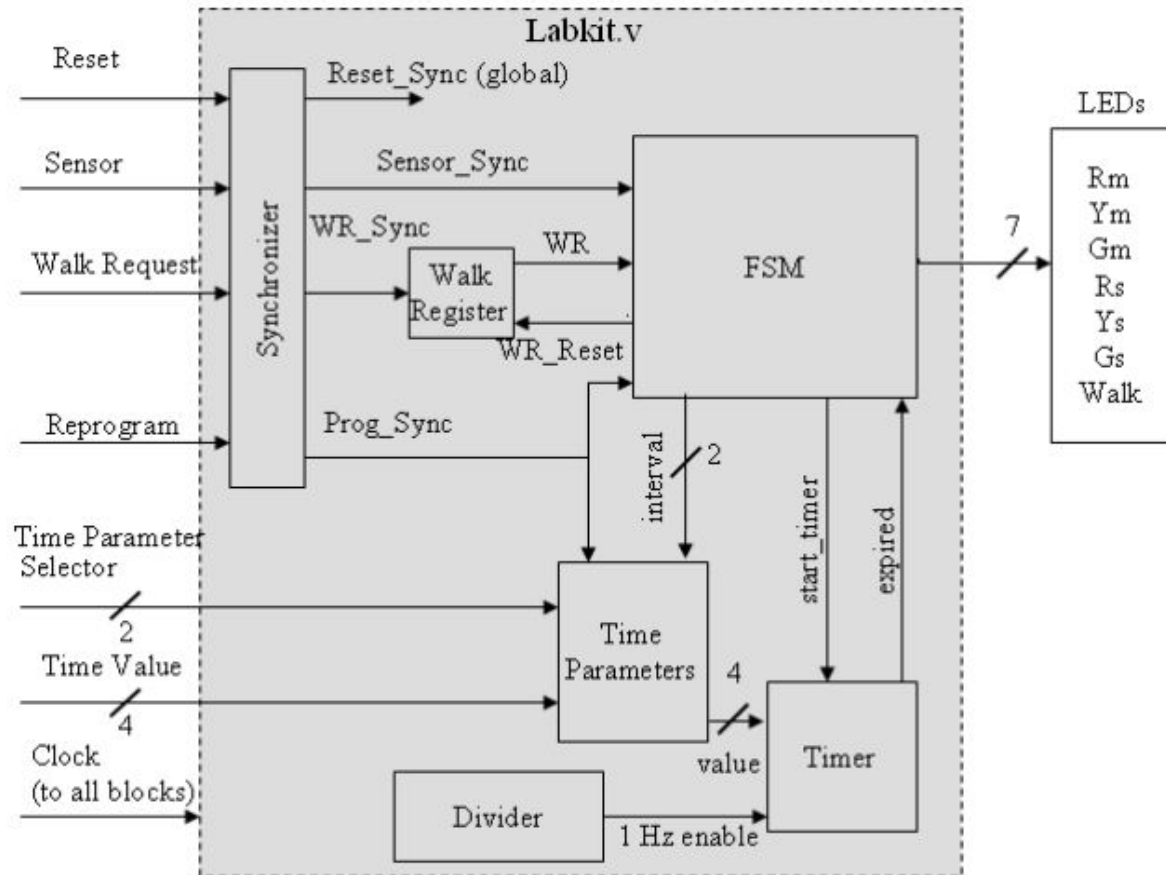 Labkit.v
Reset
Reset_Sync (global)
LEDs
Sensor
Sensor_Sync
Synchronizer
WR_Sync
Walk Request
WR
Walk
Register
FSM
7
Rm
Ym
Gm
Rs
Ys
Gs
Walk
WR_Reset
Reprogram
Prog_Sync
interval
2
start_timer
expired
Time Parameter
Selector
2
Time
Parameters
Time Value
4
4
value
Timer
Clock
(to all blocks)
Divider
1 Hz enable